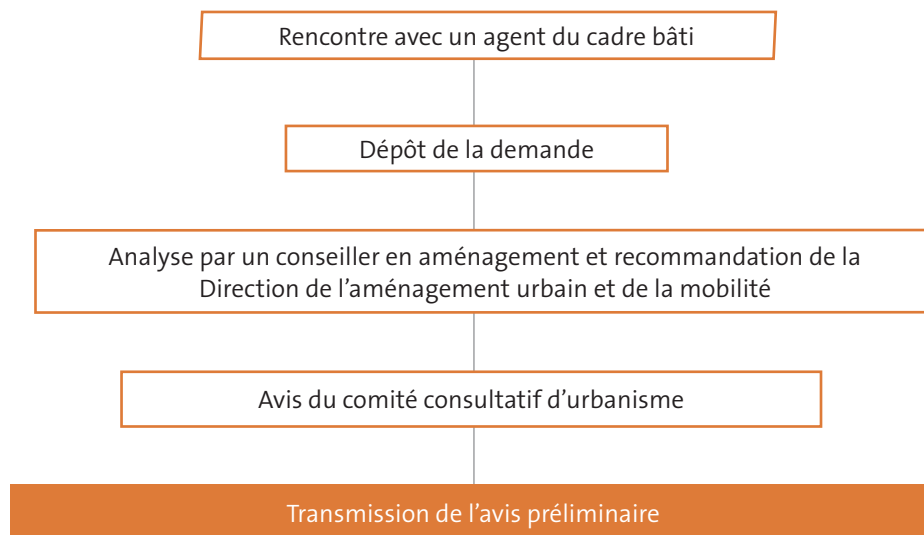 Rencontre avec un agent du cadre bâti
Dépôt de la demande
Analyse par un conseiller en aménagement et recommandation de la
Direction de l’aménagement urbain et de la mobilité
Avis du comité consultatif d’urbanisme
Transmission de l’avis préliminaire